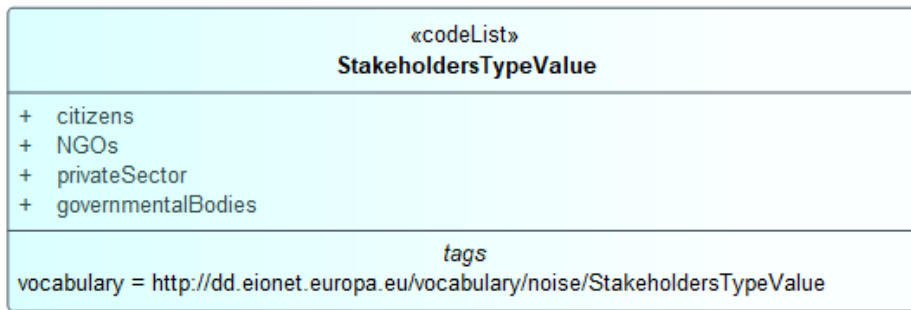 «codeList»
StakeholdersTypeValue
+ citizens
+ NGOs
+ privateSector
+ governmentalBodies
tags
vocabulary = http://dd.eionet.europa.eu/vocabulary/noise/StakeholdersTypeValue